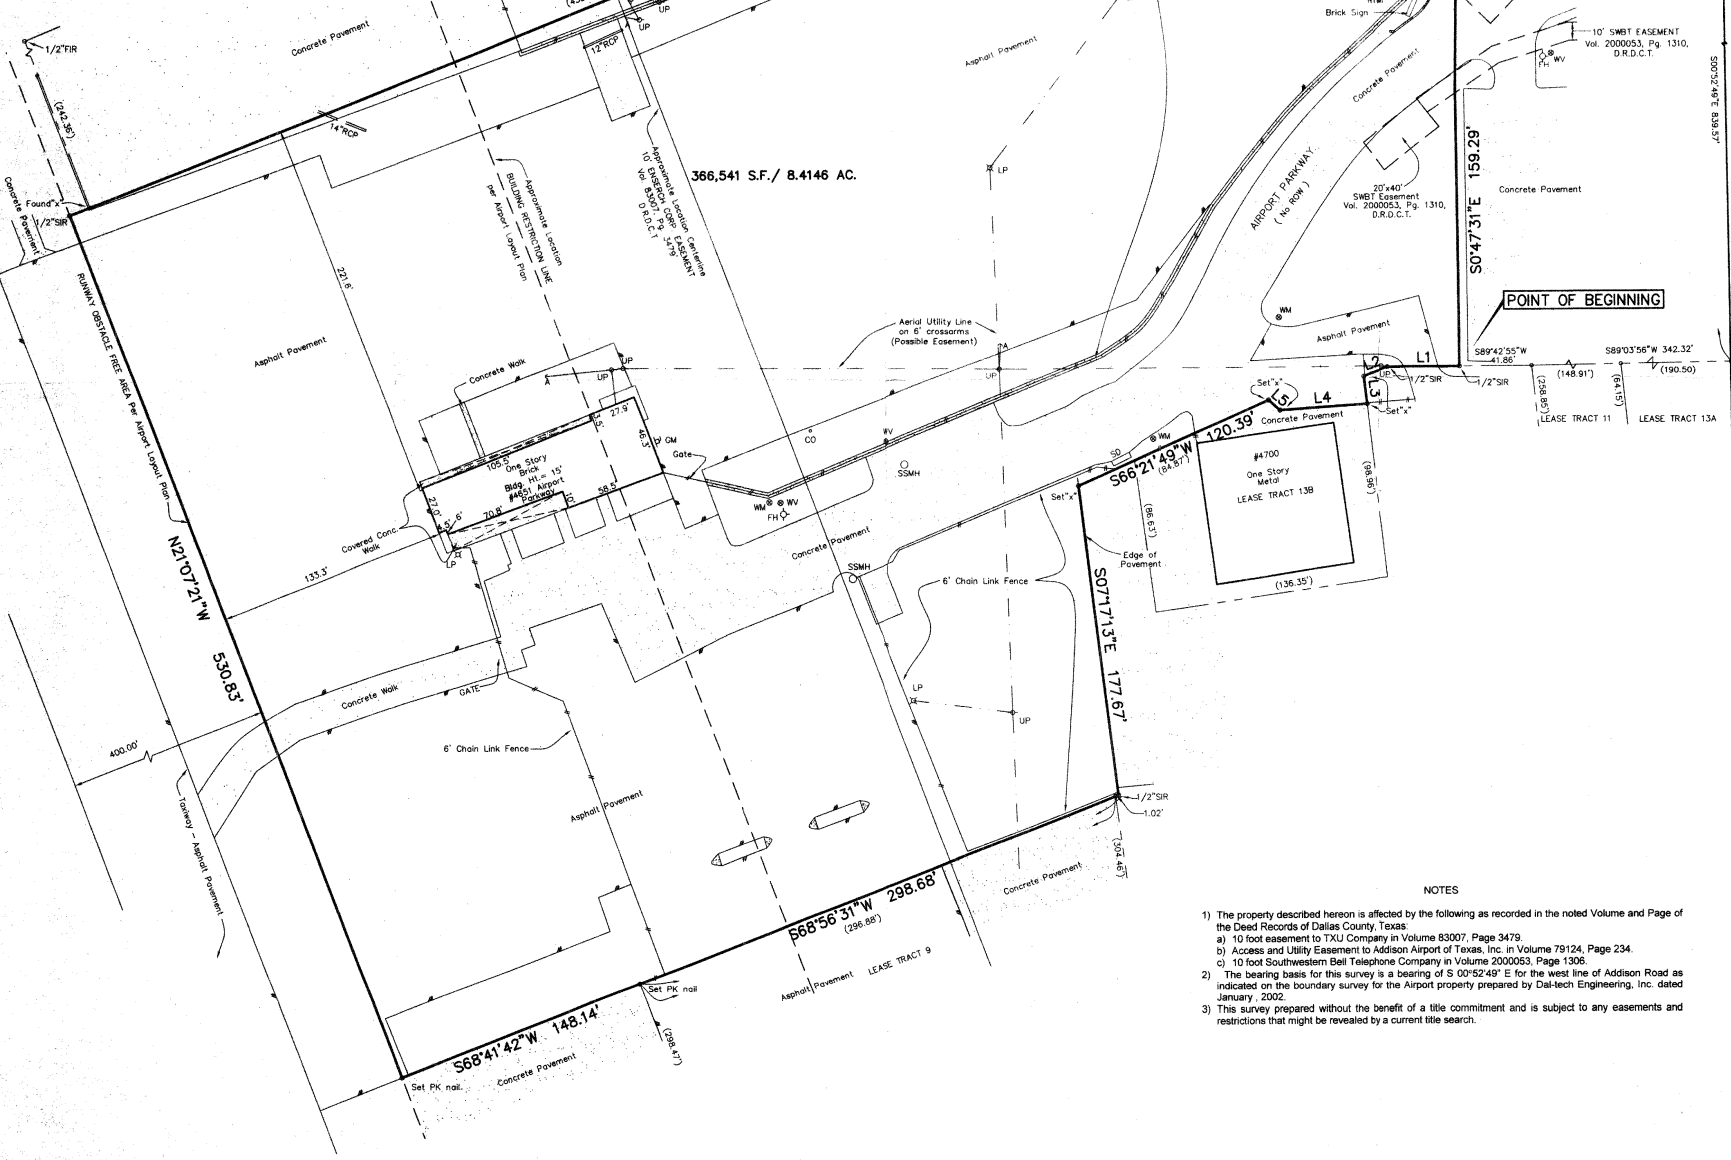 Concrete Pavement
UP
UP
Brick Sign
10' SWBT EASEMENT
Vol. 2000053, Pg. 1310,
D.R.D.C.T.
1/2"FIR
12"RCP
Asphalt Pavement
Concrete Pavement
FH
WV
S00°52'49"E 839.57'
(242.36')
14"RCP
Approximate Location
BUILDING RESTRICTION LINE
per Airport Layout Plan
Approximate Location Centerline
10' ENSERCH CORP. EASEMENT
Vol. 83007, Pg. 3479
D.R.D.C.T
366,541 S.F./ 8.4146 AC.
LP
AIRPORT PARKWAY
( No ROW )
20'x40'
SWBT Easement
Vol. 2000053, Pg. 1310,
D.R.D.C.T.
S0°47'31"E 159.29'
Concrete Pavement
Concrete Pavement
Found"x"
1/2"SIR
RUNWAY OBSTACLE FREE AREA Per Airport Layout Plan
221.6'
Asphalt Pavement
POINT OF BEGINNING
WM
Asphalt Pavement
Aerial Utility Line
on 6' crossarms
(Possible Easement)
A
UP
S89°42'55"W
41.86'
S89°03'56"W 342.32'
(148.91')
(190.50)
(258.85')
(64.15')
LEASE TRACT 11
LEASE TRACT 13A
L1
L2
L3
L4
L5
UP
1/2"SIR
1/2"SIR
Set"x"
Set"x"
Concrete Pavement
Concrete Walk
A
UP
UP
27.9'
3.5'
46.3'
GM
Gate
105.5'
One Story
Brick
Bldg. Ht.= 15'
#4651 Airport
Parkway
27.0'
4.5'
6'
70.8'
10'
58.5'
Covered Conc.
Walk
LP
133.3'
CO
WV
SSMH
WM
WV
FH
Concrete Pavement
SSMH
SD
WM
S66°21'49"W 120.39'
(84.87')
Set"x"
#4700
One Story
Metal
LEASE TRACT 13B
(98.96')
(86.63')
(136.35')
Edge of
Pavement
6' Chain Link Fence
S07°17'13"E 177.67'
N21°07'21"W 530.83'
Concrete Walk
GATE
LP
UP
400.00'
6' Chain Link Fence
Taxiway - Asphalt Pavement
Asphalt Pavement
1/2"SIR
1.02'
(304.46')
Concrete Pavement
S68°56'31"W 298.68'
(296.88')
Asphalt Pavement
LEASE TRACT 9
Set PK nail
(298.47')
S68°41'42"W 148.14'
Concrete Pavement
Set PK nail
NOTES
1) The property described hereon is affected by the following as recorded in the noted Volume and Page of
the Deed Records of Dallas County, Texas:
a) 10 foot easement to TXU Company in Volume 83007, Page 3479.
b) Access and Utility Easement to Addison Airport of Texas, Inc. in Volume 79124, Page 234.
c) 10 foot Southwestern Bell Telephone Company in Volume 2000053, Page 1306.
2) The bearing basis for this survey is a bearing of S 00°52'49" E for the west line of Addison Road as
indicated on the boundary survey for the Airport property prepared by Dal-tech Engineering, Inc. dated
January , 2002.
3) This survey prepared without the benefit of a title commitment and is subject to any easements and
restrictions that might be revealed by a current title search.